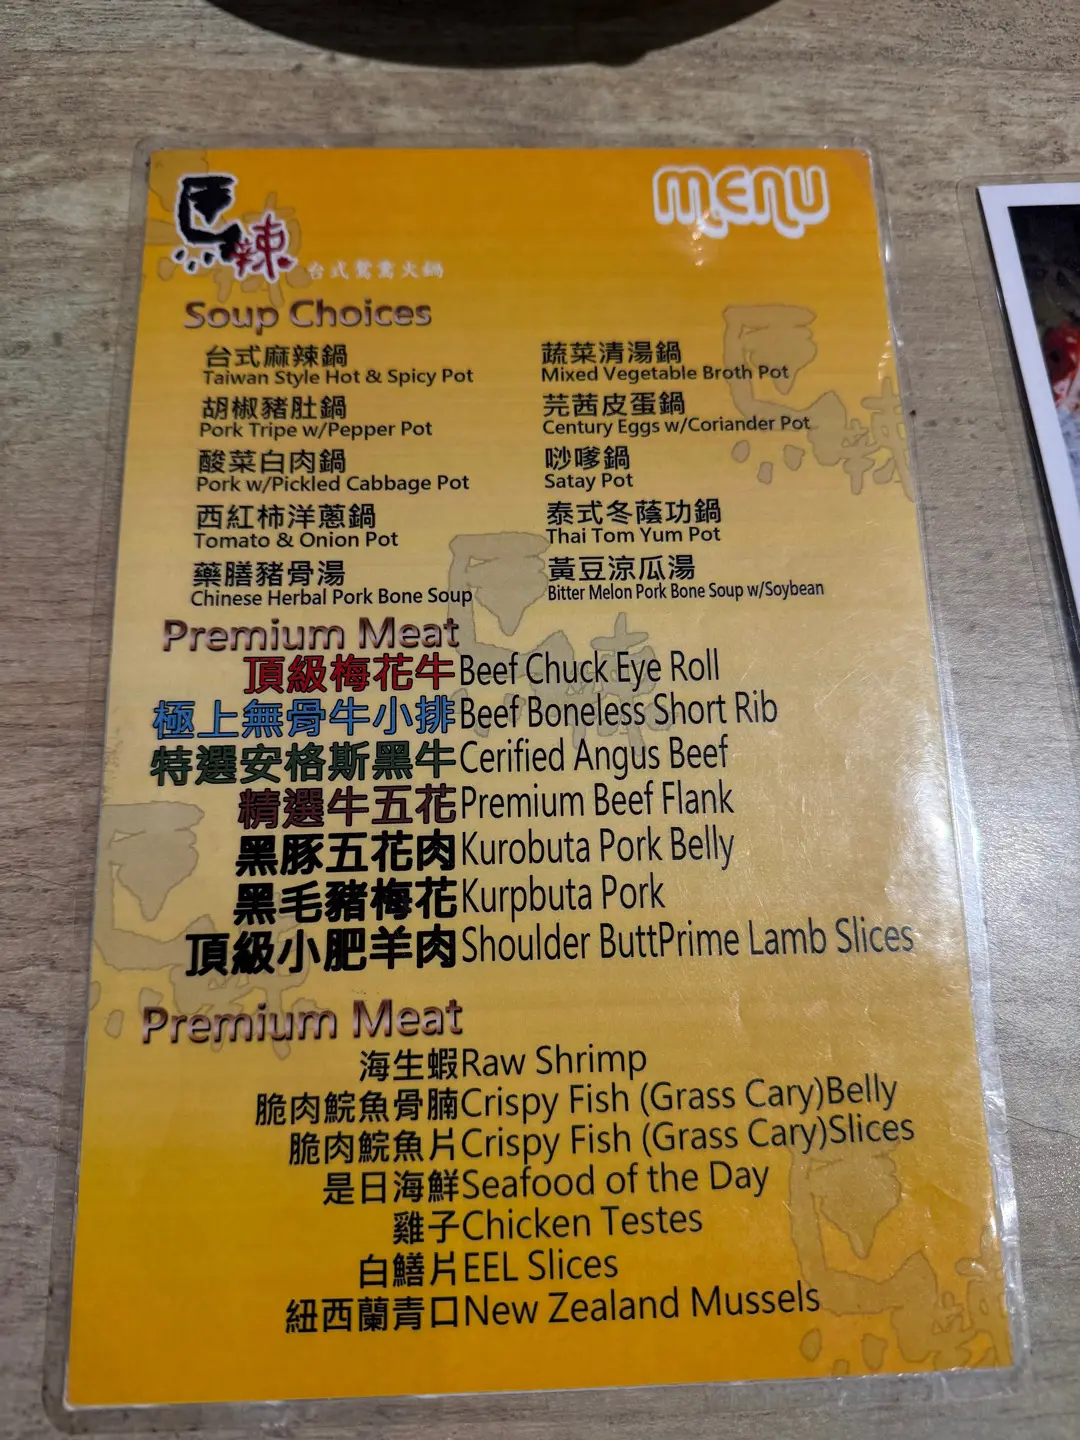 MENU
馬辣
台式鴛鴦火鍋
Soup Choices
台式麻辣鍋
Taiwan Style Hot & Spicy Pot
胡椒豬肚鍋
Pork Tripe w/Pepper Pot
酸菜白肉鍋
Pork w/Pickled Cabbage Pot
西紅柿洋蔥鍋
Tomato & Onion Pot
藥膳豬骨湯
Chinese Herbal Pork Bone Soup
蔬菜清湯鍋
Mixed Vegetable Broth Pot
芫茜皮蛋鍋
Century Eggs w/Coriander Pot
吵嗲鍋
Satay Pot
泰式冬蔭功鍋
Thai Tom Yum Pot
黃豆涼瓜湯
Bitter Melon Pork Bone Soup w/Soybean
Premium Meat
頂級梅花牛Beef Chuck Eye Roll
極上無骨牛小排Beef Boneless Short Rib
特選安格斯黑牛Cerified Angus Beef
精選牛五花Premium Beef Flank
黑豚五花肉Kurobuta Pork Belly
黑毛豬梅花Kurpbuta Pork
頂級小肥羊肉Shoulder ButtPrime Lamb Slices
Premium Meat
海生蝦Raw Shrimp
脆肉鯇魚骨腩Crispy Fish (Grass Cary)Belly
脆肉鯇魚片Crispy Fish (Grass Cary)Slices
是日海鮮Seafood of the Day
雞子Chicken Testes
白鱔片EEL Slices
紐西蘭青口New Zealand Mussels